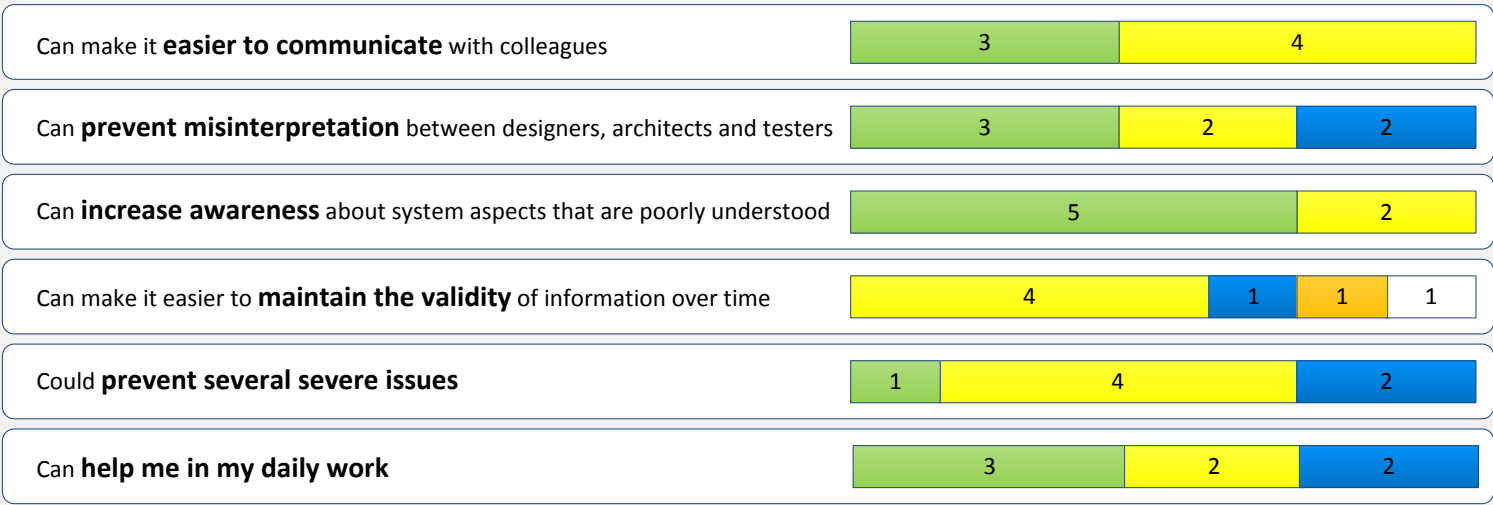 Can make it easier to communicate with colleagues 3 4
Can prevent misinterpretation between designers, architects and testers 3 2 2
Can increase awareness about system aspects that are poorly understood 5 2
Can make it easier to maintain the validity of information over time 4 1 1 1
Could prevent several severe issues 1 4 2
Can help me in my daily work 3 2 2